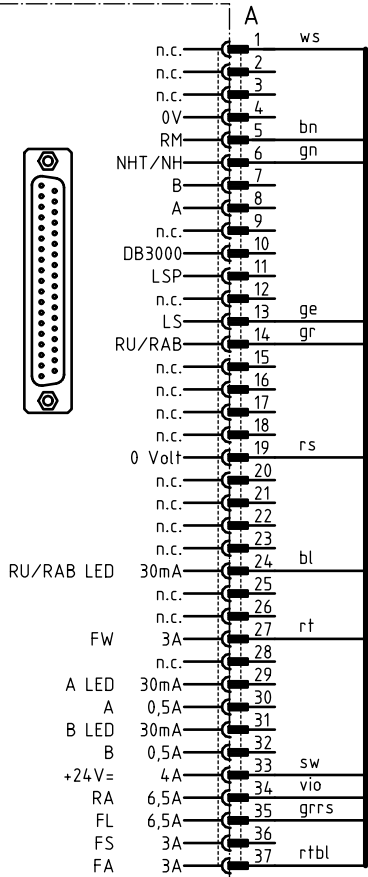 A
n.c. 1 ws
n.c. 2
n.c. 3
0V 4
RM 5 bn
NHT/NH 6 gn
B 7
A 8
n.c. 9
DB3000 10
LSP 11
n.c. 12
LS 13 ge
RU/RAB 14 gr
n.c. 15
n.c. 16
n.c. 17
n.c. 18
0 Volt 19 rs
n.c. 20
n.c. 21
n.c. 22
n.c. 23
RU/RAB LED 30mA 24 bl
n.c. 25
n.c. 26
FW 3A 27 rt
n.c. 28
A LED 30mA 29
A 0,5A 30
B LED 30mA 31
B 0,5A 32
+24V= 4A 33 sw
RA 6,5A 34 vio
FL 6,5A 35 grrs
FS 3A 36
FA 3A 37 rtbl